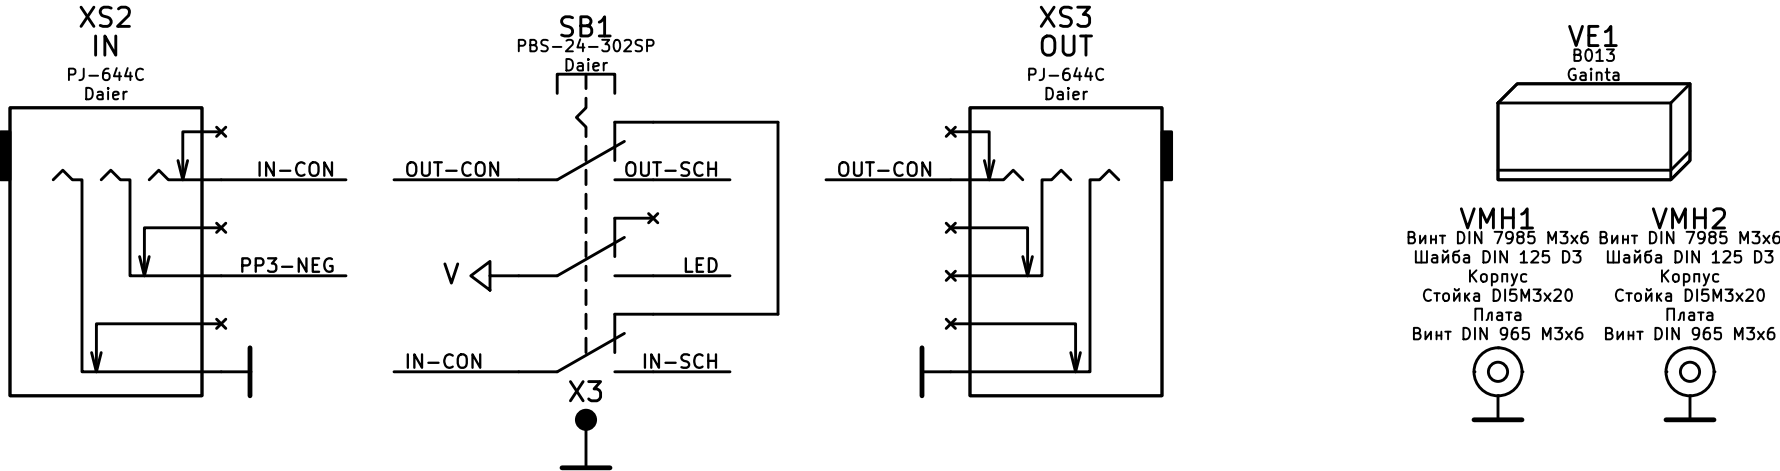 XS2
IN
PJ-644C
Daier
IN-CON
PP3-NEG
SB1
PBS-24-302SP
Daier
OUT-CON
OUT-SCH
V
LED
IN-CON
IN-SCH
X3
XS3
OUT
PJ-644C
Daier
OUT-CON
VE1
B013
Gainta
VMH1
Винт DIN 7985 M3x6
Шайба DIN 125 D3
Корпус
Стойка DI5M3x20
Плата
Винт DIN 965 M3x6
VMH2
Винт DIN 7985 M3x6
Шайба DIN 125 D3
Корпус
Стойка DI5M3x20
Плата
Винт DIN 965 M3x6